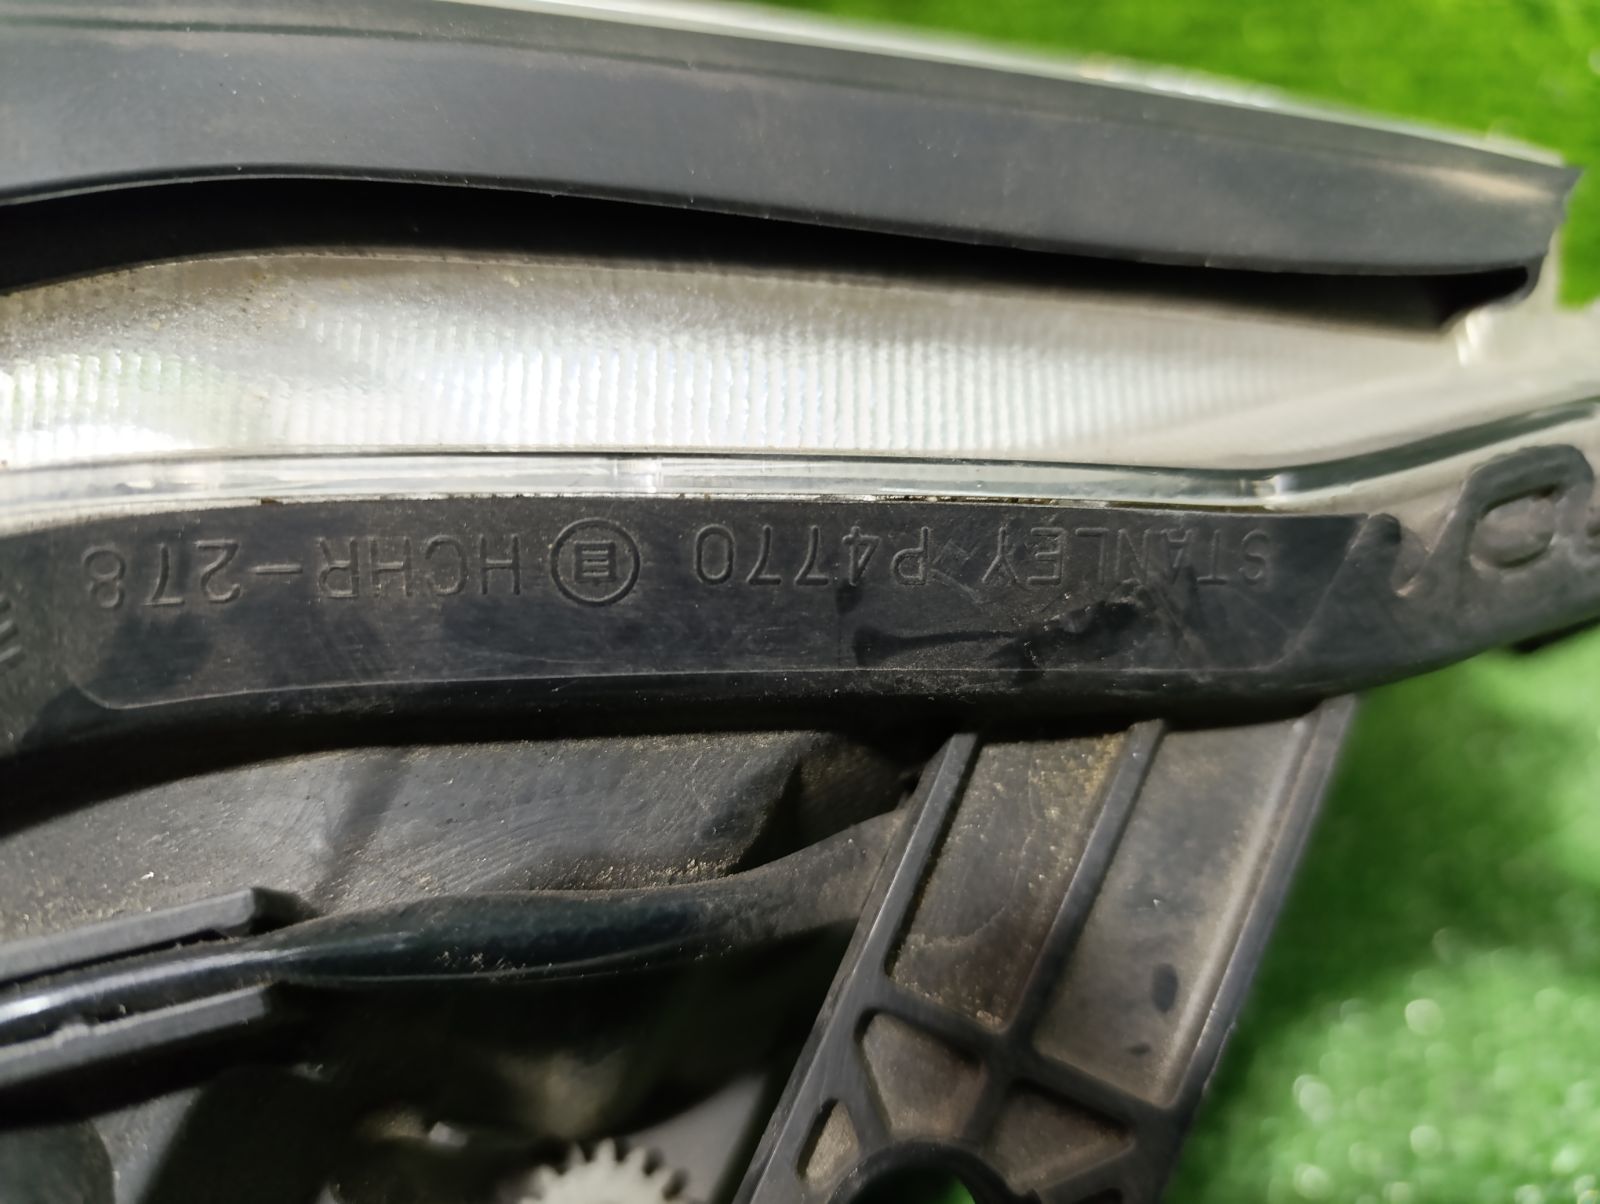 STANLEY P4770 Ⓔ HCHR-278